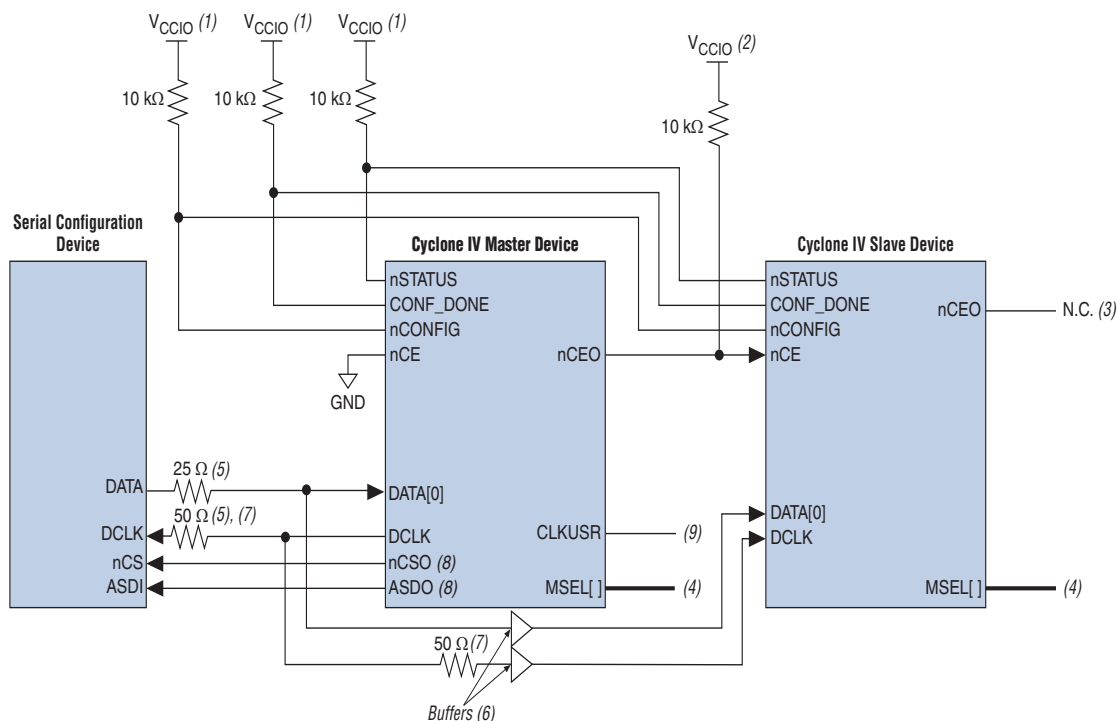 VCCIO (1)
VCCIO (1)
VCCIO (1)
VCCIO (2)
10 kΩ
10 kΩ
10 kΩ
10 kΩ
Serial Configuration
Device
DATA
DCLK
nCS
ASDI
25 Ω (5)
50 Ω (5), (7)
GND
Cyclone IV Master Device
nSTATUS
CONF_DONE
nCONFIG
nCE
nCEO
DATA[0]
DCLK
nCSO (8)
ASDO (8)
CLKUSR
(9)
MSEL[ ]
(4)
50 Ω (7)
Buffers (6)
Cyclone IV Slave Device
nSTATUS
CONF_DONE
nCONFIG
nCE
nCEO
N.C. (3)
DATA[0]
DCLK
MSEL[ ]
(4)